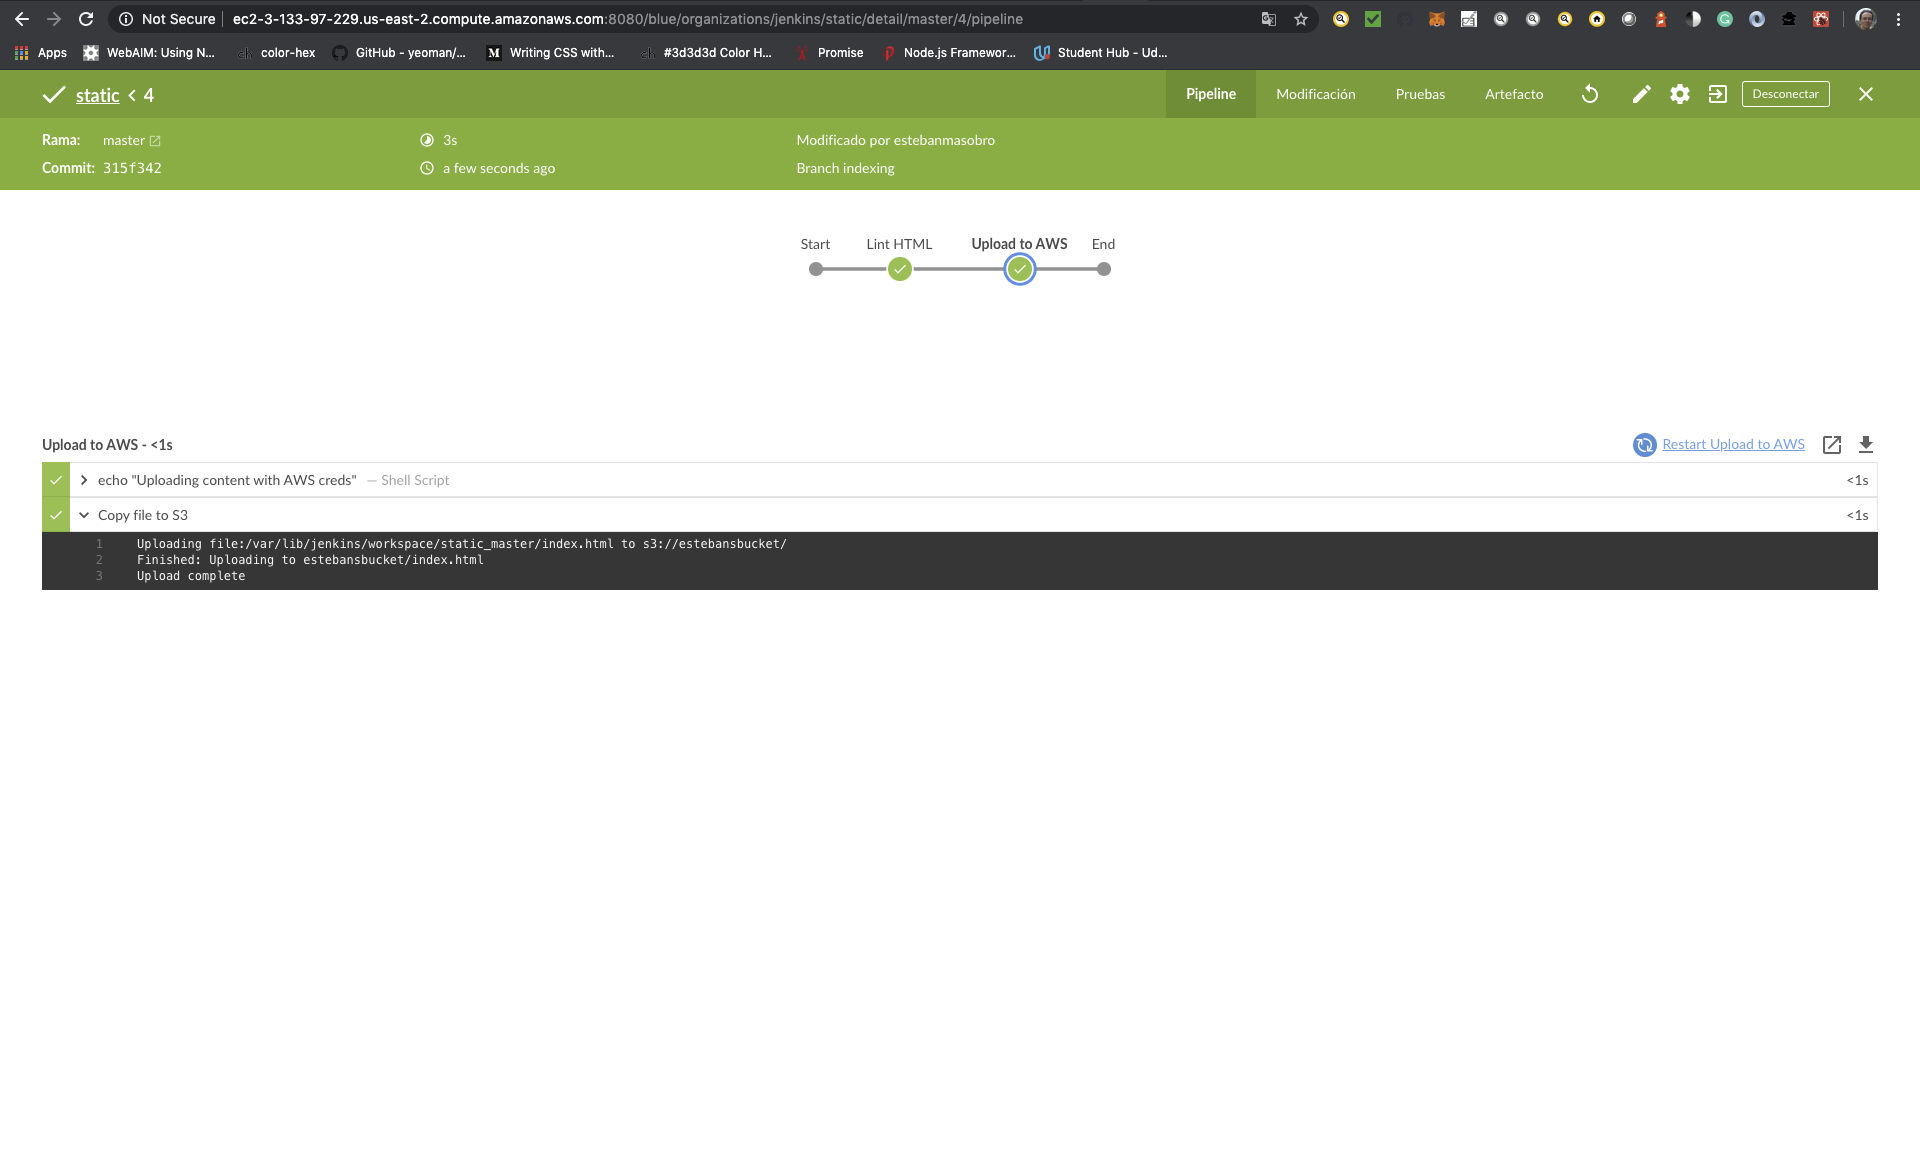 Not Secure ec2-3-133-97-229.us-east-2.compute.amazonaws.com:8080/blue/organizations/jenkins/static/detail/master/4/pipeline
Apps WebAIM: Using N... color-hex GitHub - yeoman/... Writing CSS with... #3d3d3d Color H... Promise Node.js Framewor... Student Hub - Ud...
static < 4 Pipeline Modificación Pruebas Artefacto Desconectar
Rama: master 3s Modificado por estebanmasobro
Commit: 315f342 a few seconds ago Branch indexing
Start Lint HTML Upload to AWS End
Upload to AWS - <1s Restart Upload to AWS
echo "Uploading content with AWS creds" — Shell Script <1s
Copy file to S3 <1s
1 Uploading file:/var/lib/jenkins/workspace/static_master/index.html to s3://estebansbucket/
2 Finished: Uploading to estebansbucket/index.html
3 Upload complete